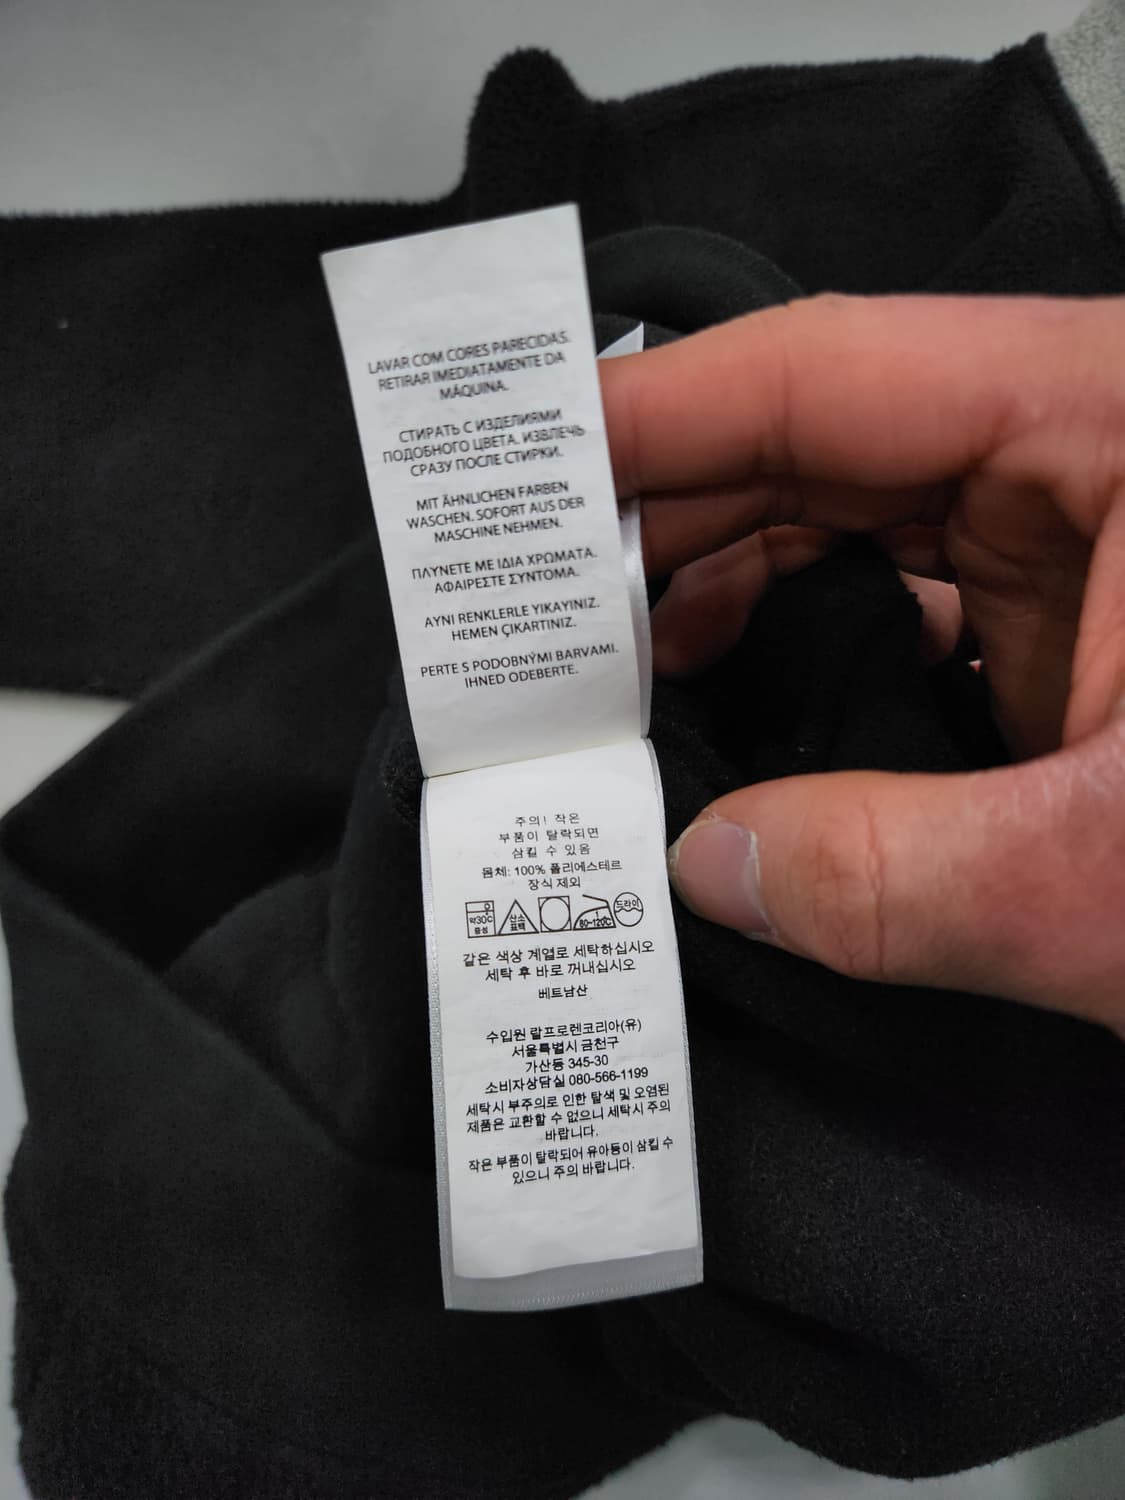 LAVAR COM CORES PARECIDAS.
RETIRAR IMEDIATAMENTE DA
MÁQUINA.
СТИРАТЬ С ИЗДЕЛИЯМИ
ПОДОБНОГО ЦВЕТА. ИЗВЛЕЧЬ
СРАЗУ ПОСЛЕ СТИРКИ.
MIT ÄHNLICHEN FARBEN
WASCHEN. SOFORT AUS DER
MASCHINE NEHMEN.
ΠΛΥΝΕΤΕ ΜΕ ΙΔΙΑ ΧΡΩΜΑΤΑ.
ΑΦΑΙΡΕΣΤΕ ΣΥΝΤΟΜΑ.
AYNI RENKLERLE YIKAYINIZ.
HEMEN ÇIKARTINIZ.
PERTE S PODOBNÝMI BARVAMI.
IHNED ODEBERTE.
주의! 작은
부품이 탈락되면
삼킬 수 있음
몸체: 100% 폴리에스테르
장식 제외
약30℃
중성
산소
표백
1
80~120℃
드라이
같은 색상 계열로 세탁하십시오
세탁 후 바로 꺼내십시오
베트남산
수입원 랄프로렌코리아(유)
서울특별시 금천구
가산동 345-30
소비자상담실 080-566-1199
세탁시 부주의로 인한 탈색 및 오염된
제품은 교환할 수 없으니 세탁시 주의
바랍니다.
작은 부품이 탈락되어 유아등이 삼킬 수
있으니 주의 바랍니다.